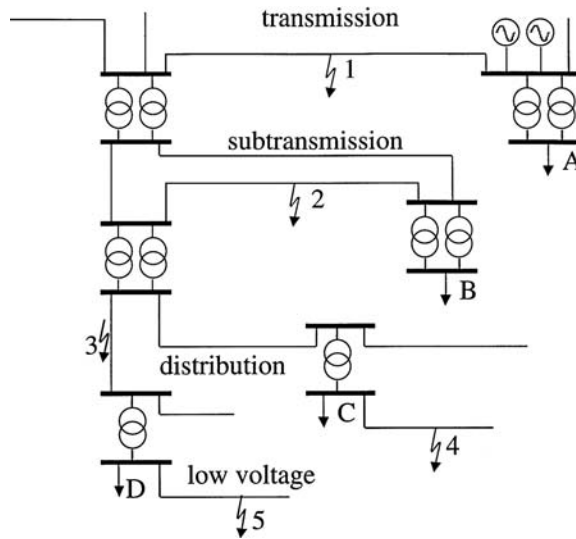 transmission
1
A
subtransmission
2
B
3
distribution
C
4
D
low voltage
5